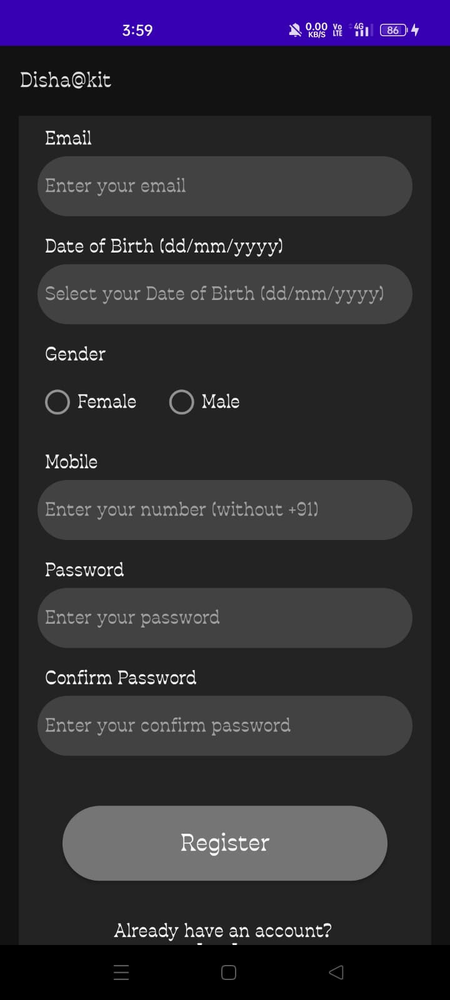 3:59 0.00 KB/S Vo LTE 4G 86
Disha@kit
Email
Enter your email
Date of Birth (dd/mm/yyyy)
Select your Date of Birth (dd/mm/yyyy)
Gender
Female Male
Mobile
Enter your number (without +91)
Password
Enter your password
Confirm Password
Enter your confirm password
Register
Already have an account?